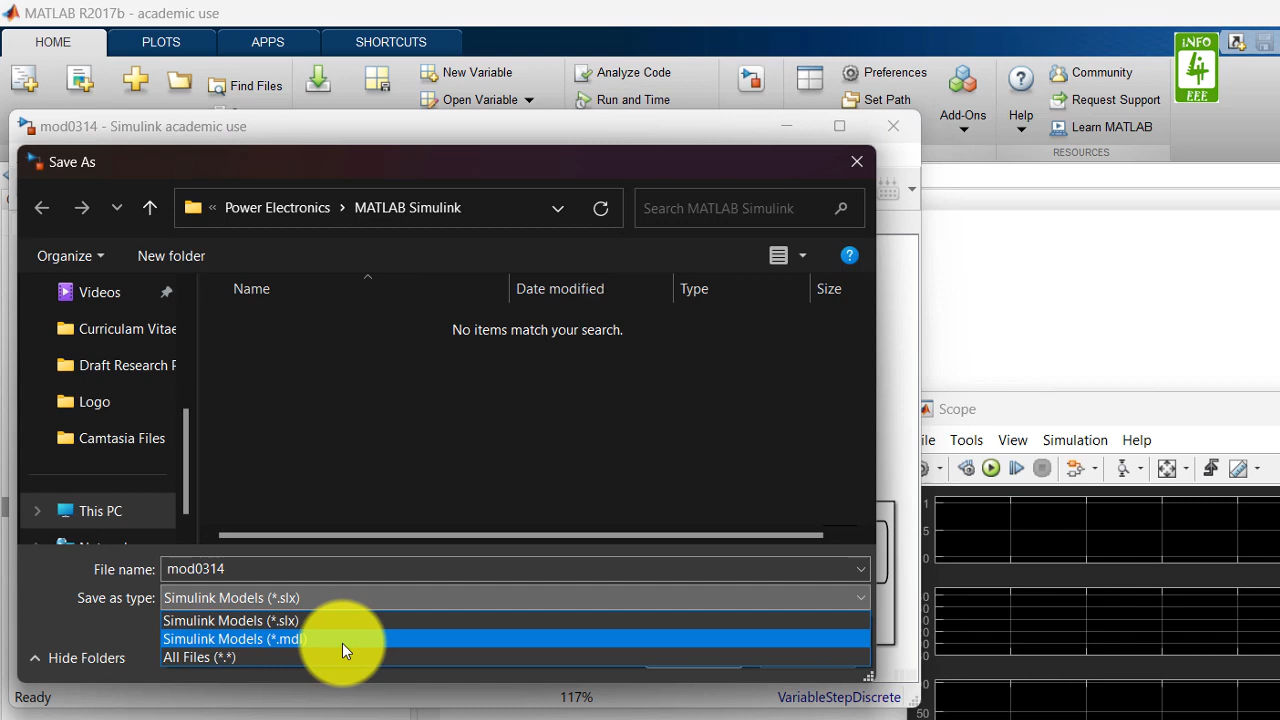 MATLAB R2017b - academic use
HOME
PLOTS
APPS
SHORTCUTS
INFO
4
EEE
Find Files
New Variable
Open Variable
Analyze Code
Run and Time
Preferences
Set Path
Add-Ons
Help
Community
Request Support
Learn MATLAB
RESOURCES
mod0314 - Simulink academic use
Save As
« Power Electronics > MATLAB Simulink
Search MATLAB Simulink
Organize
New folder
Name
Date modified
Type
Size
No items match your search.
Videos
Curriculam Vitae
Draft Research P
Logo
Camtasia Files
This PC
File name: mod0314
Save as type: Simulink Models (*.slx)
Simulink Models (*.slx)
Simulink Models (*.mdl)
All Files (*.*)
Hide Folders
Ready
117%
VariableStepDiscrete
Scope
ile Tools View Simulation Help
1
5
0
50